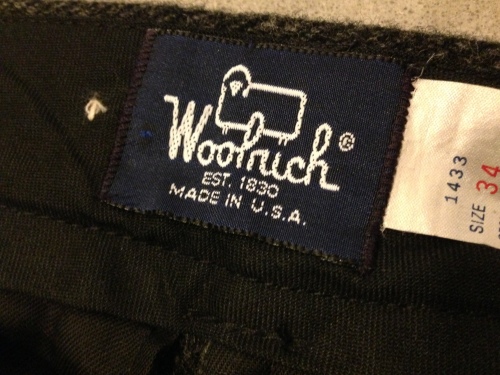 Woolrich®
EST. 1830
MADE IN U.S.A.
1433
SIZE 34